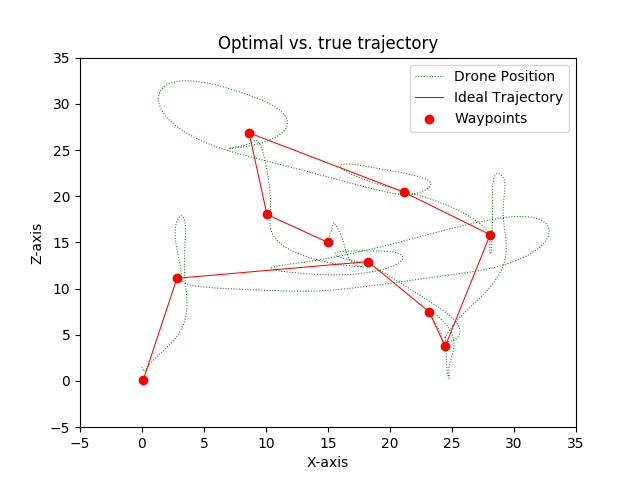 Optimal vs. true trajectory
Drone Position
Ideal Trajectory
Waypoints
35
30
25
20
15
10
5
0
−5
Z-axis
−5 0 5 10 15 20 25 30 35
X-axis